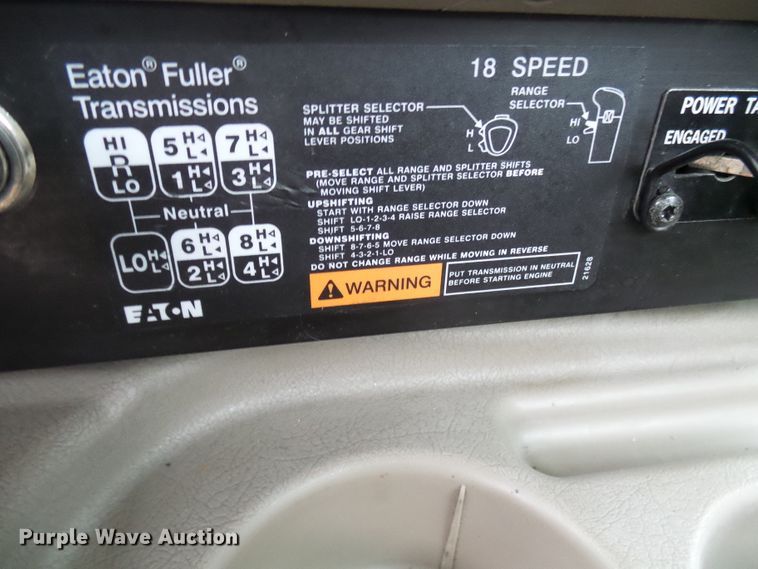 Eaton® Fuller®
Transmissions
18 SPEED
SPLITTER SELECTOR
MAY BE SHIFTED
IN ALL GEAR SHIFT
LEVER POSITIONS
H
L
RANGE
SELECTOR
HI
LO
HI
R
LO
5 H L
1 H L
7 H L
3 H L
Neutral
LO H L
6 H L
2 H L
8 H L
4 H L
EATON
PRE-SELECT ALL RANGE AND SPLITTER SHIFTS
(MOVE RANGE AND SPLITTER SELECTOR BEFORE
MOVING SHIFT LEVER)
UPSHIFTING
START WITH RANGE SELECTOR DOWN
SHIFT LO-1-2-3-4 RAISE RANGE SELECTOR
SHIFT 5-6-7-8
DOWNSHIFTING
SHIFT 8-7-6-5 MOVE RANGE SELECTOR DOWN
SHIFT 4-3-2-1-LO
DO NOT CHANGE RANGE WHILE MOVING IN REVERSE
WARNING
PUT TRANSMISSION IN NEUTRAL
BEFORE STARTING ENGINE
21628
POWER TA
ENGAGED
Purple Wave Auction